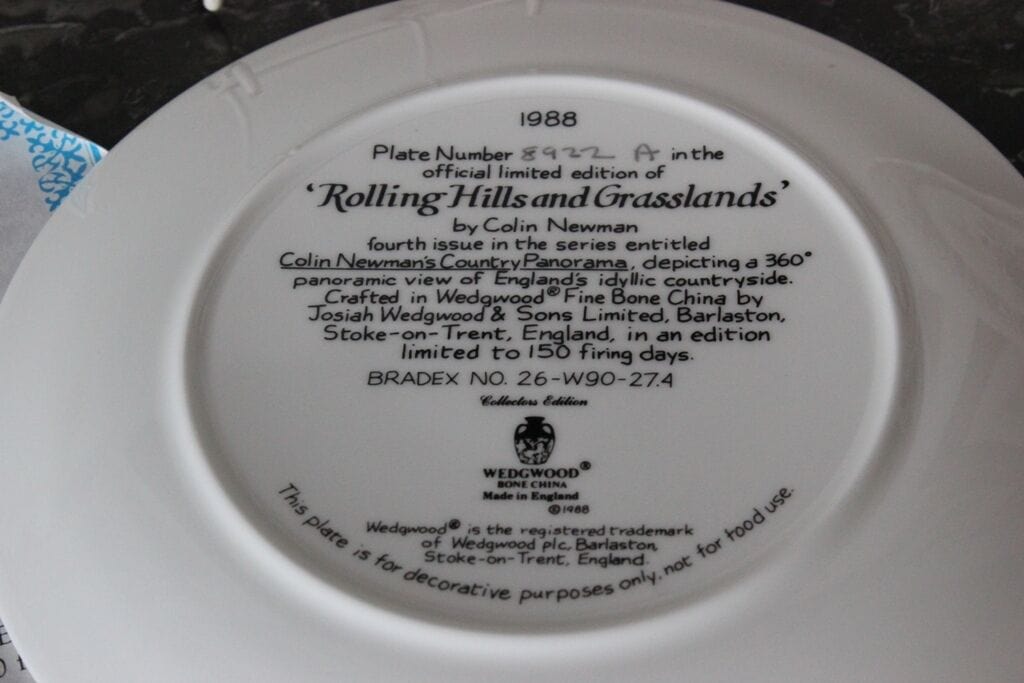 1988
Plate Number 8922 A in the
official limited edition of
'Rolling Hills and Grasslands'
by Colin Newman
fourth issue in the series entitled
Colin Newman's Country Panorama, depicting a 360°
panoramic view of England's idyllic countryside.
Crafted in Wedgwood® Fine Bone China by
Josiah Wedgwood & Sons Limited, Barlaston,
Stoke-on-Trent, England, in an edition
limited to 150 firing days.
BRADEX NO. 26-W90-27.4
Collectors Edition
WEDGWOOD®
BONE CHINA
Made in England
©1988
Wedgwood® is the registered trademark
of Wedgwood plc, Barlaston,
Stoke-on-Trent, England.
This plate is for decorative purposes only, not for food use.